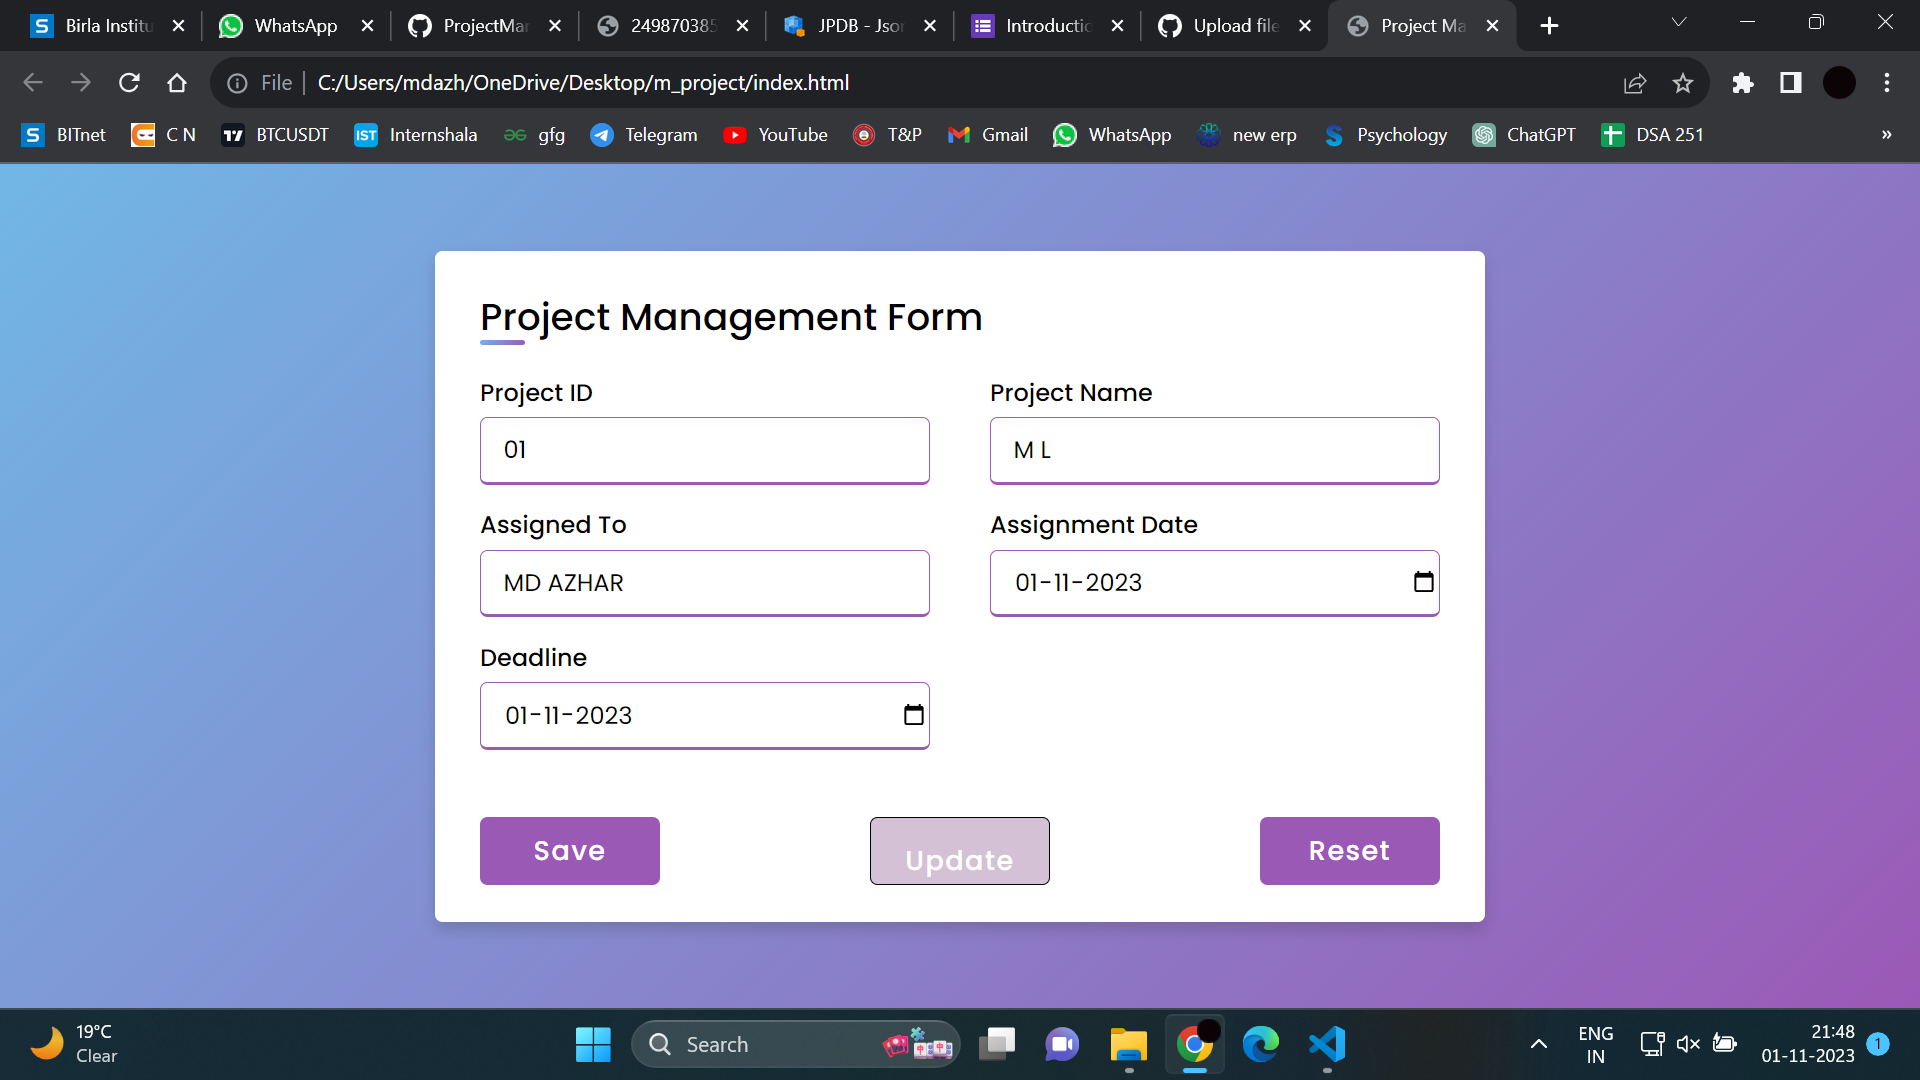 Birla Institu
WhatsApp
ProjectMar
249870385
JPDB - Jsor
Introductio
Upload file
Project Ma
File
C:/Users/mdazh/OneDrive/Desktop/m_project/index.html
BITnet
C N
BTCUSDT
IST
Internshala
gfg
Telegram
YouTube
T&P
Gmail
WhatsApp
new erp
Psychology
ChatGPT
DSA 251
»
Project Management Form
Project ID
Project Name
01
M L
Assigned To
Assignment Date
MD AZHAR
01-11-2023
Deadline
01-11-2023
Save
Update
Reset
19°C
Clear
Search
ENG
IN
21:48
01-11-2023
1